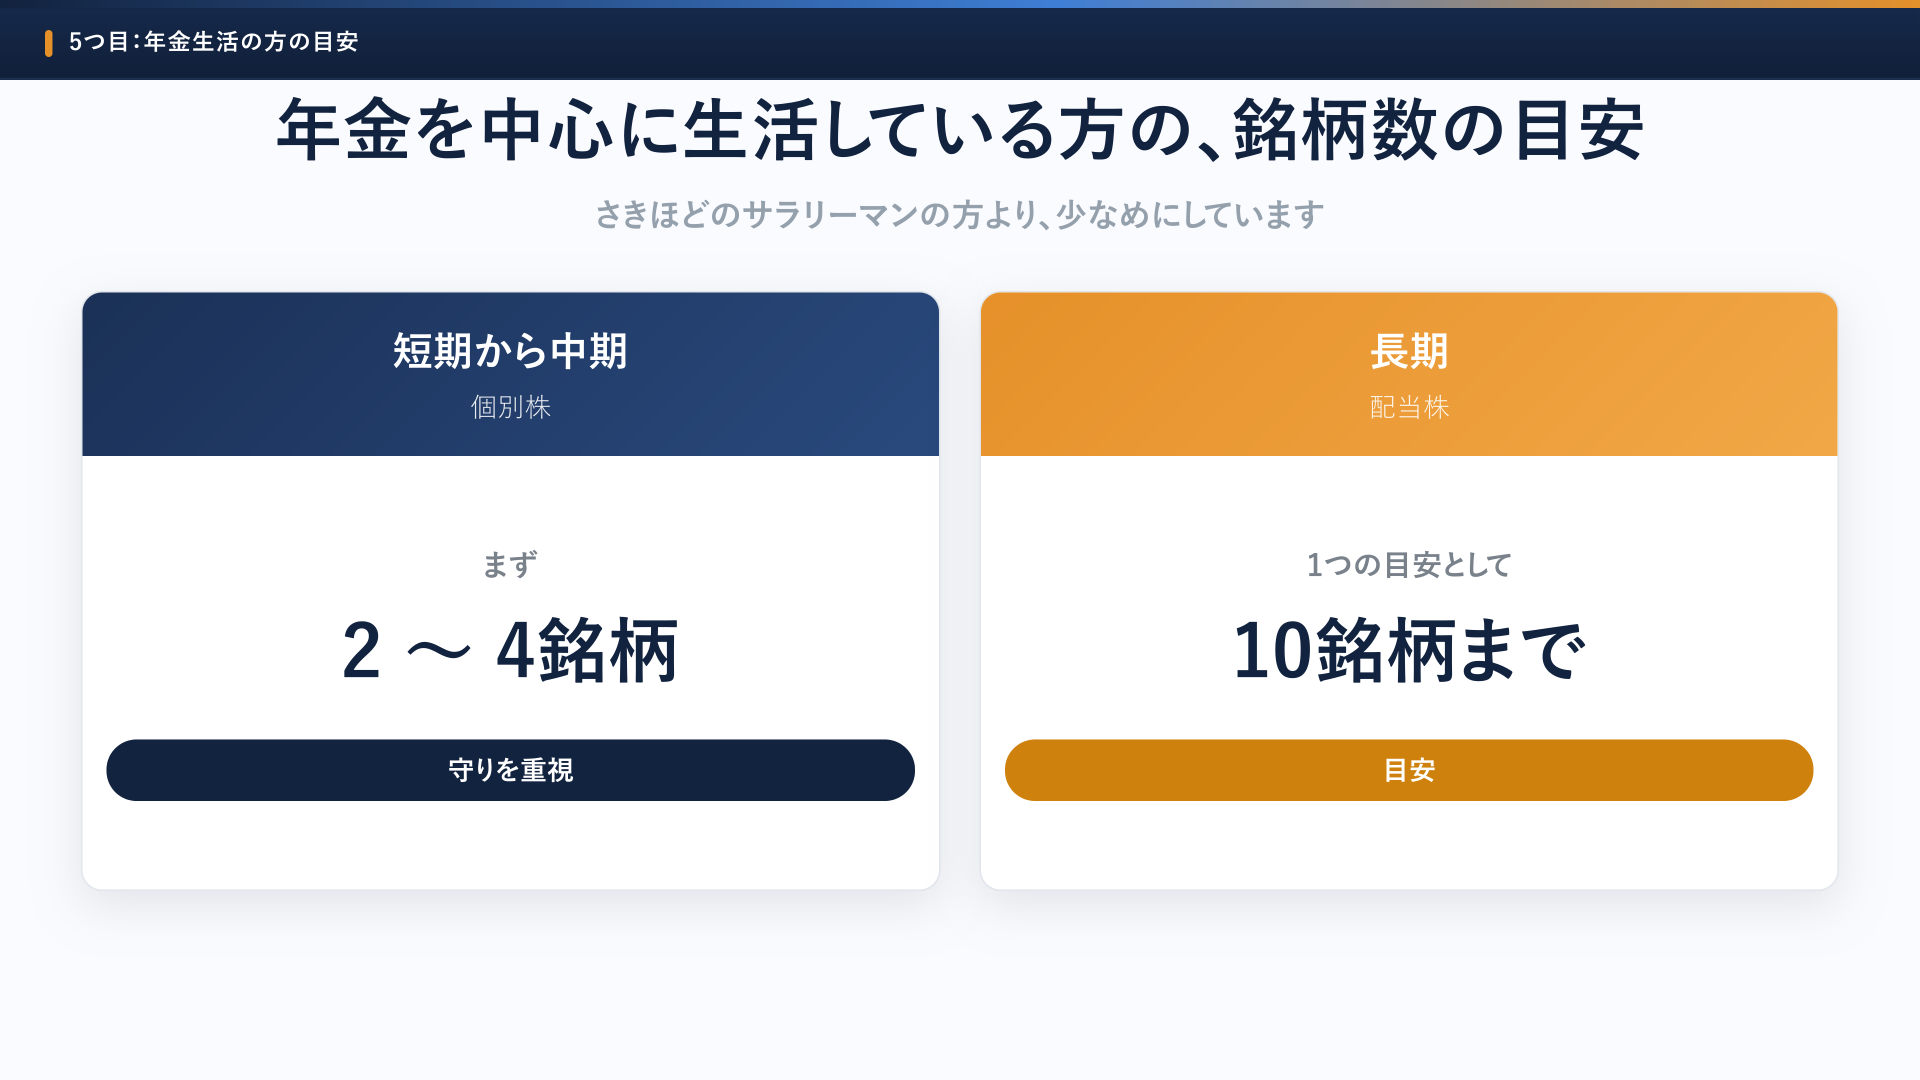 5つ目：年金生活の方の目安
年金を中心に生活している方の、銘柄数の目安
さきほどのサラリーマンの方より、少なめにしています
短期から中期
個別株
まず
2 〜 4銘柄
守りを重視
長期
配当株
1つの目安として
10銘柄まで
目安